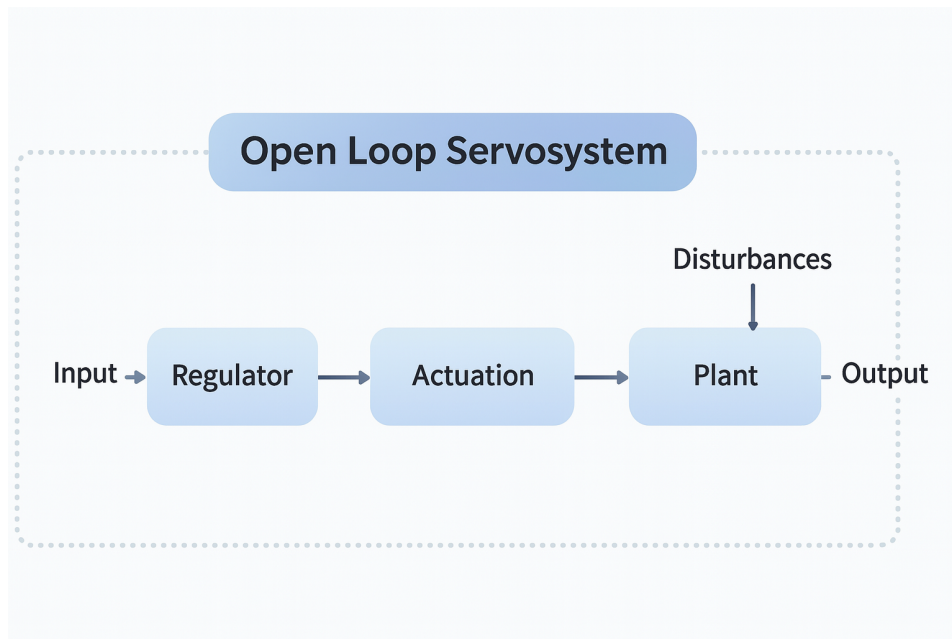 Open Loop Servosystem
Disturbances
Input
Regulator
Actuation
Plant
Output